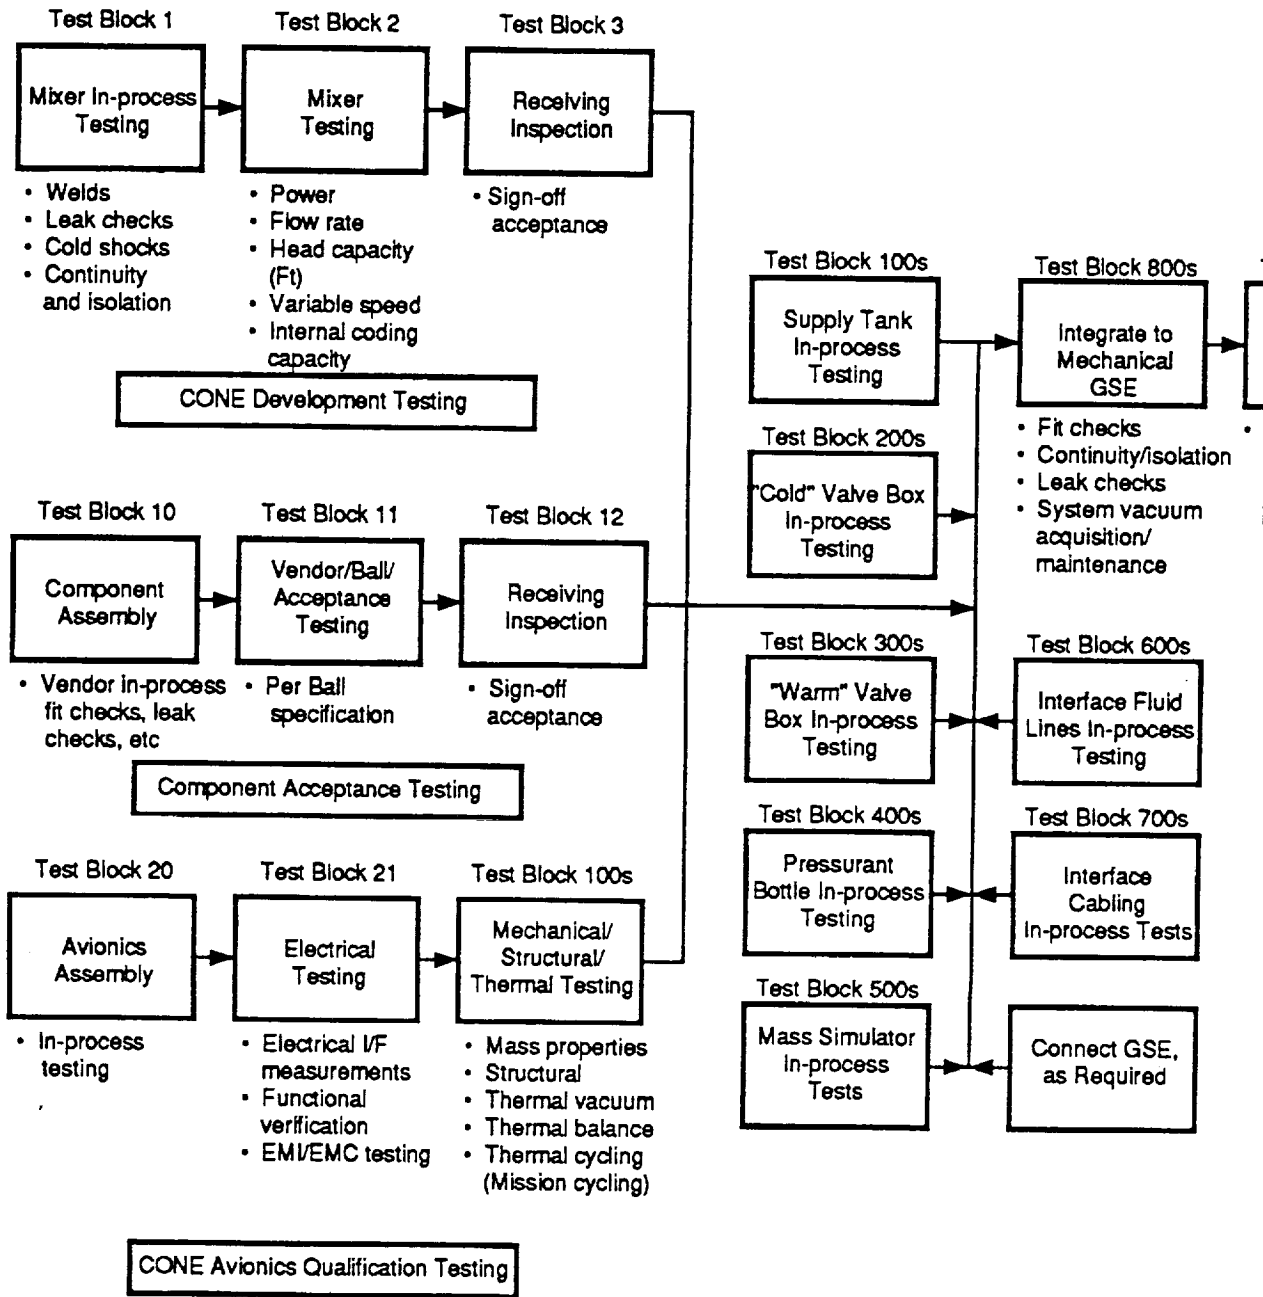 Test Block 1
Mixer In-process
Testing
• Welds
• Leak checks
• Cold shocks
• Continuity
and isolation
Test Block 2
Mixer
Testing
• Power
• Flow rate
• Head capacity
(Ft)
• Variable speed
• Internal coding
capacity
Test Block 3
Receiving
Inspection
• Sign-off
acceptance
CONE Development Testing
Test Block 10
Component
Assembly
• Vendor in-process
fit checks, leak
checks, etc
Test Block 11
Vendor/Ball/
Acceptance
Testing
• Per Ball
specification
Test Block 12
Receiving
Inspection
• Sign-off
acceptance
Component Acceptance Testing
Test Block 20
Avionics
Assembly
• In-process
testing
Test Block 21
Electrical
Testing
• Electrical I/F
measurements
• Functional
verification
• EMI/EMC testing
Test Block 100s
Mechanical/
Structural/
Thermal Testing
• Mass properties
• Structural
• Thermal vacuum
• Thermal balance
• Thermal cycling
(Mission cycling)
CONE Avionics Qualification Testing
Test Block 100s
Supply Tank
In-process
Testing
Test Block 200s
"Cold" Valve Box
In-process
Testing
Test Block 300s
"Warm" Valve
Box In-process
Testing
Test Block 400s
Pressurant
Bottle In-process
Testing
Test Block 500s
Mass Simulator
In-process
Tests
Test Block 800s
Integrate to
Mechanical
GSE
• Fit checks
• Continuity/isolation
• Leak checks
• System vacuum
acquisition/
maintenance
Test Block 600s
Interface Fluid
Lines In-process
Testing
Test Block 700s
Interface
Cabling
In-process Tests
Connect GSE,
as Required